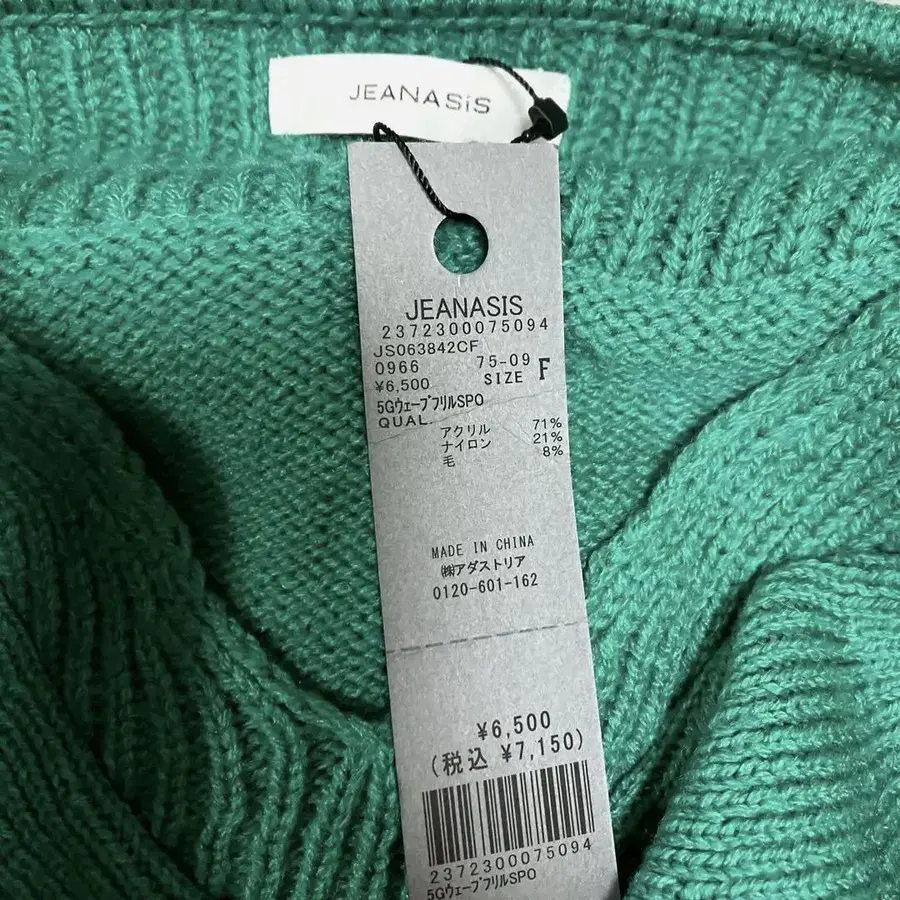 JEANASiS
JEANASIS
2372300075094
JS063842CF
0966 75-09
¥6,500 SIZE F
5GウェーブフリルSPO
QUAL.
アクリル 71%
ナイロン 21%
毛 8%
MADE IN CHINA
㈱アダストリア
0120-601-162
¥6,500
(税込 ¥7,150)
2372300075094
5GウェーブフリルSPO